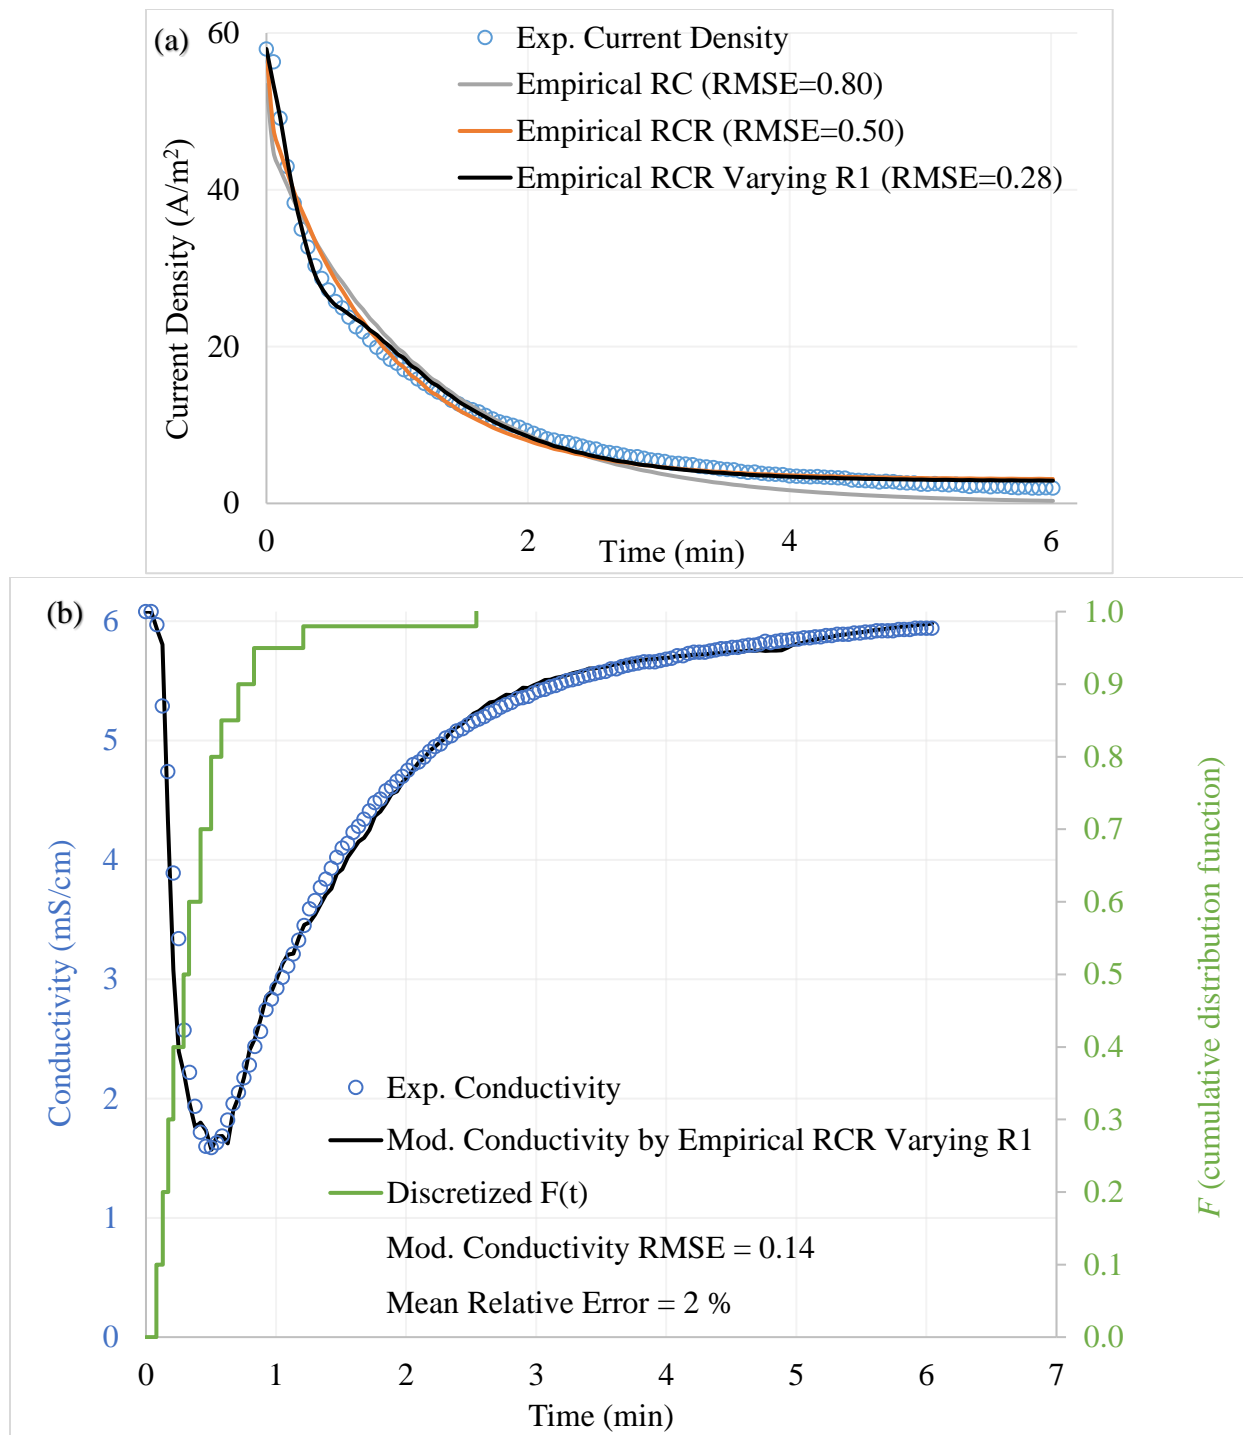 (a)
60
40
20
0
Current Density (A/m²)
Exp. Current Density
Empirical RC (RMSE=0.80)
Empirical RCR (RMSE=0.50)
Empirical RCR Varying R1 (RMSE=0.28)
0 2 4 6
Time (min)
(b)
6
5
4
3
2
1
0
Conductivity (mS/cm)
1.0
0.9
0.8
0.7
0.6
0.5
0.4
0.3
0.2
0.1
0.0
F (cumulative distribution function)
Exp. Conductivity
Mod. Conductivity by Empirical RCR Varying R1
Discretized F(t)
Mod. Conductivity RMSE = 0.14
Mean Relative Error = 2 %
0 1 2 3 4 5 6 7
Time (min)